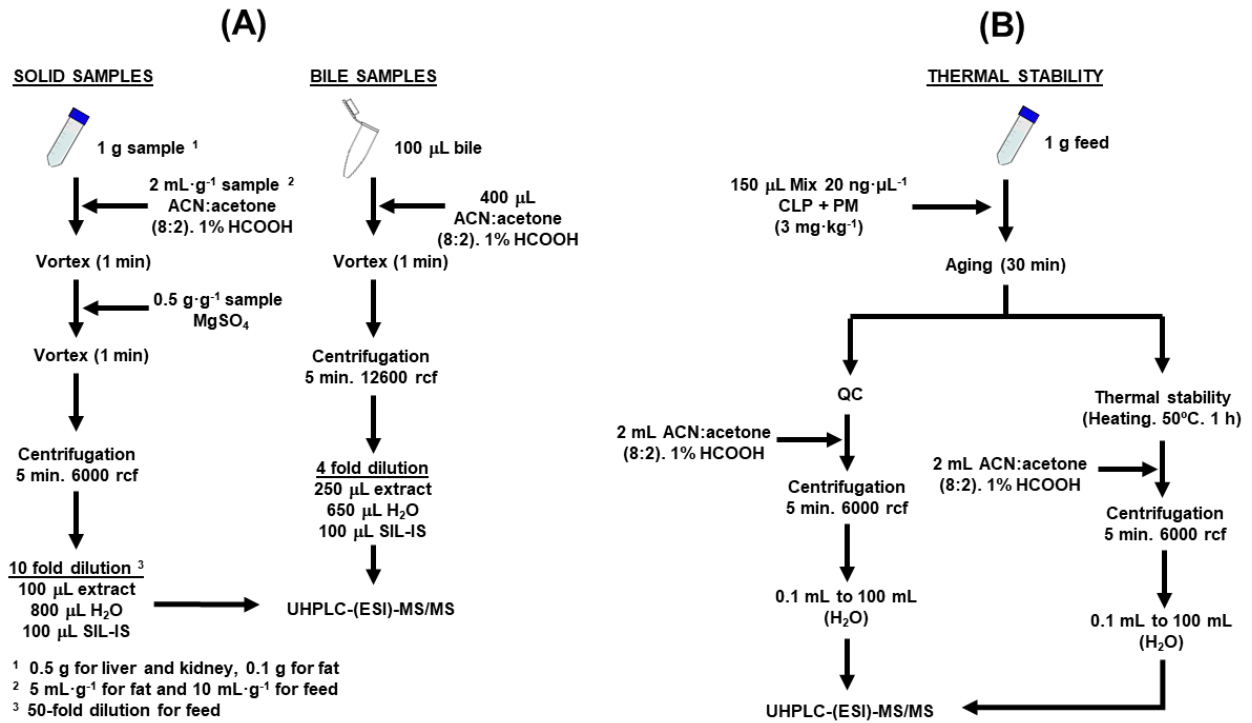 (A)
SOLID SAMPLES
1 g sample ¹
2 mL·g⁻¹ sample ²
ACN:acetone
(8:2). 1% HCOOH
Vortex (1 min)
0.5 g·g⁻¹ sample
MgSO₄
Vortex (1 min)
Centrifugation
5 min. 6000 rcf
10 fold dilution ³
100 µL extract
800 µL H₂O
100 µL SIL-IS
BILE SAMPLES
100 µL bile
400 µL
ACN:acetone
(8:2). 1% HCOOH
Vortex (1 min)
Centrifugation
5 min. 12600 rcf
4 fold dilution
250 µL extract
650 µL H₂O
100 µL SIL-IS
UHPLC-(ESI)-MS/MS
¹ 0.5 g for liver and kidney, 0.1 g for fat
² 5 mL·g⁻¹ for fat and 10 mL·g⁻¹ for feed
³ 50-fold dilution for feed
(B)
THERMAL STABILITY
1 g feed
150 µL Mix 20 ng·µL⁻¹
CLP + PM
(3 mg·kg⁻¹)
Aging (30 min)
QC
2 mL ACN:acetone
(8:2). 1% HCOOH
Centrifugation
5 min. 6000 rcf
0.1 mL to 100 mL
(H₂O)
Thermal stability
(Heating. 50ºC. 1 h)
2 mL ACN:acetone
(8:2). 1% HCOOH
Centrifugation
5 min. 6000 rcf
0.1 mL to 100 mL
(H₂O)
UHPLC-(ESI)-MS/MS